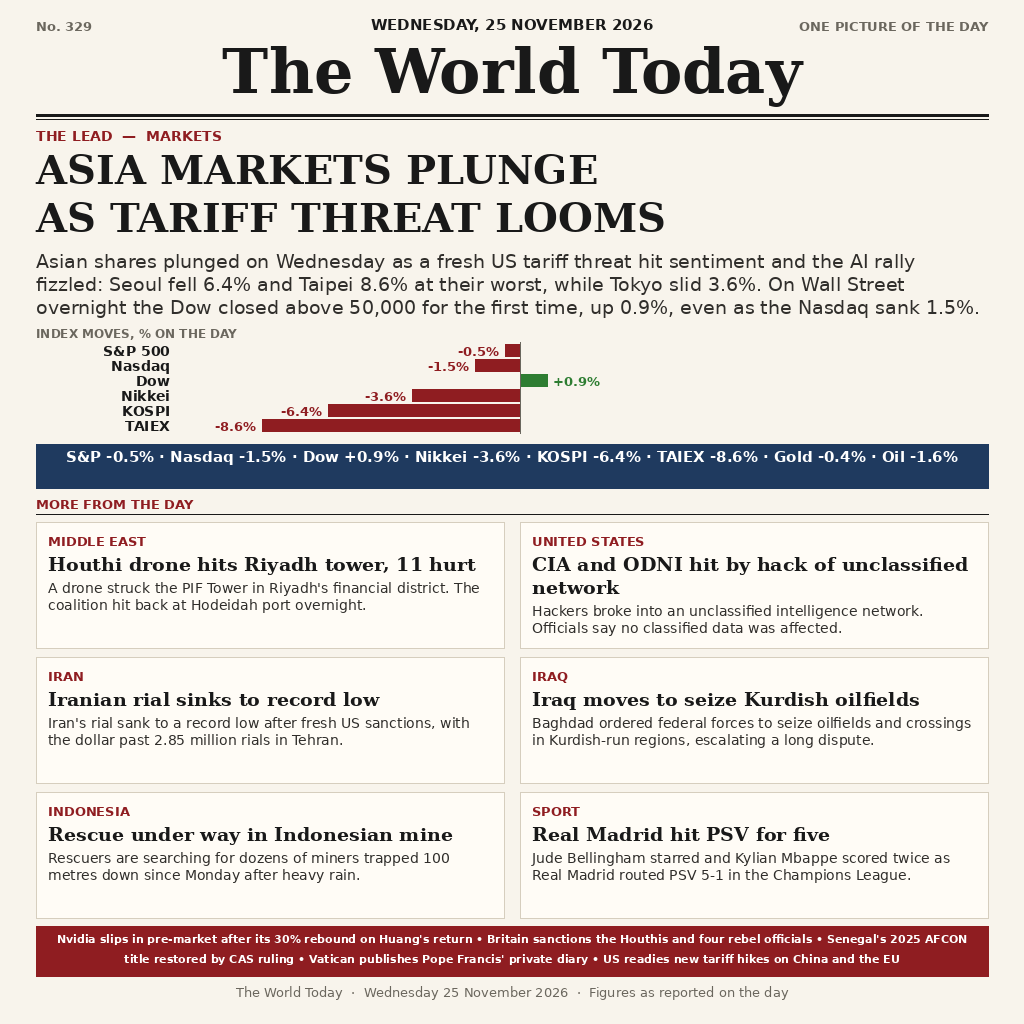 No. 329
WEDNESDAY, 25 NOVEMBER 2026
ONE PICTURE OF THE DAY
The World Today
THE LEAD — MARKETS
ASIA MARKETS PLUNGE
AS TARIFF THREAT LOOMS
Asian shares plunged on Wednesday as a fresh US tariff threat hit sentiment and the AI rally
fizzled: Seoul fell 6.4% and Taipei 8.6% at their worst, while Tokyo slid 3.6%. On Wall Street
overnight the Dow closed above 50,000 for the first time, up 0.9%, even as the Nasdaq sank 1.5%.
INDEX MOVES, % ON THE DAY
S&P 500 -0.5%
Nasdaq -1.5%
Dow +0.9%
Nikkei -3.6%
KOSPI -6.4%
TAIEX -8.6%
S&P -0.5% · Nasdaq -1.5% · Dow +0.9% · Nikkei -3.6% · KOSPI -6.4% · TAIEX -8.6% · Gold -0.4% · Oil -1.6%
MORE FROM THE DAY
MIDDLE EAST
Houthi drone hits Riyadh tower, 11 hurt
A drone struck the PIF Tower in Riyadh's financial district. The
coalition hit back at Hodeidah port overnight.
UNITED STATES
CIA and ODNI hit by hack of unclassified
network
Hackers broke into an unclassified intelligence network.
Officials say no classified data was affected.
IRAN
Iranian rial sinks to record low
Iran's rial sank to a record low after fresh US sanctions, with
the dollar past 2.85 million rials in Tehran.
IRAQ
Iraq moves to seize Kurdish oilfields
Baghdad ordered federal forces to seize oilfields and crossings
in Kurdish-run regions, escalating a long dispute.
INDONESIA
Rescue under way in Indonesian mine
Rescuers are searching for dozens of miners trapped 100
metres down since Monday after heavy rain.
SPORT
Real Madrid hit PSV for five
Jude Bellingham starred and Kylian Mbappe scored twice as
Real Madrid routed PSV 5-1 in the Champions League.
Nvidia slips in pre-market after its 30% rebound on Huang's return • Britain sanctions the Houthis and four rebel officials • Senegal's 2025 AFCON
title restored by CAS ruling • Vatican publishes Pope Francis' private diary • US readies new tariff hikes on China and the EU
The World Today · Wednesday 25 November 2026 · Figures as reported on the day